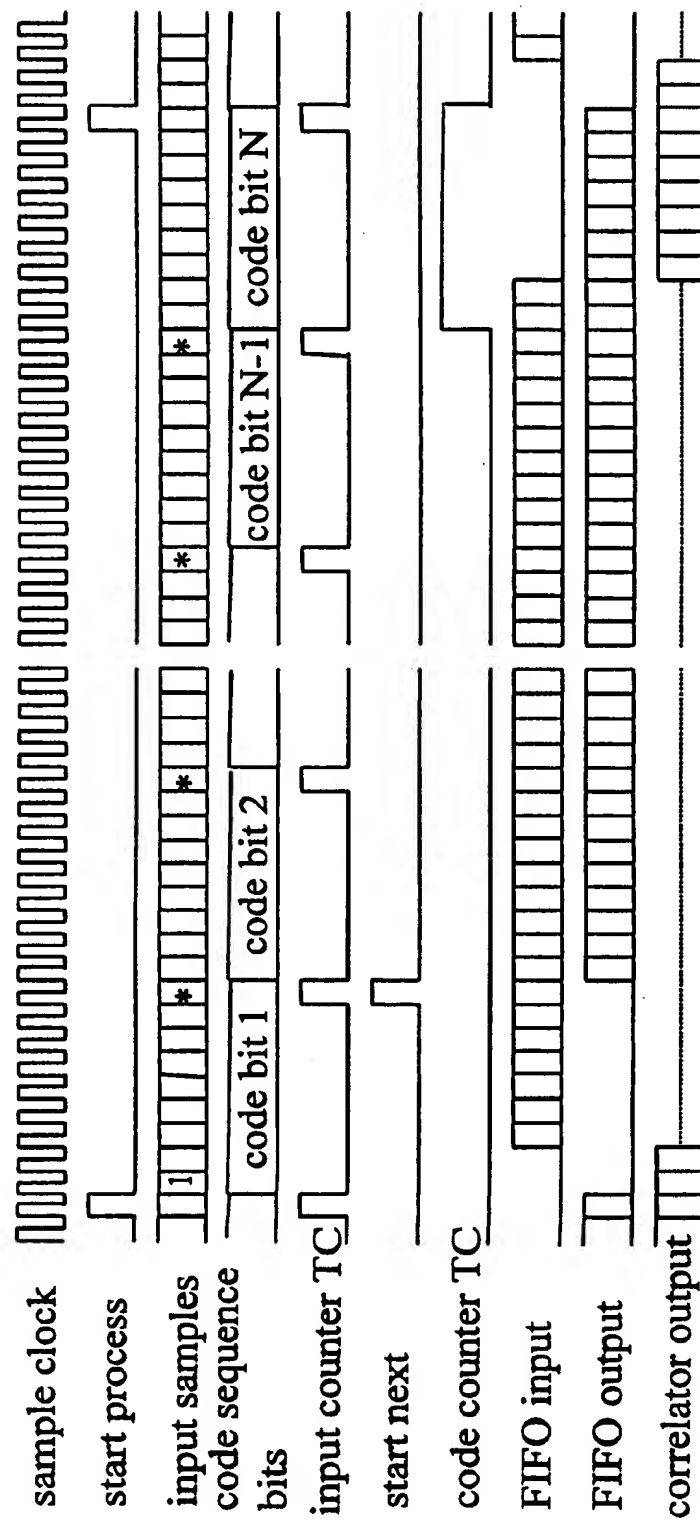 sample clock
start process
input samples
1 * * * *
code sequence
bits
code bit 1 code bit 2 code bit N-1 code bit N
input counter TC
start next
code counter TC
FIFO input
FIFO output
correlator output